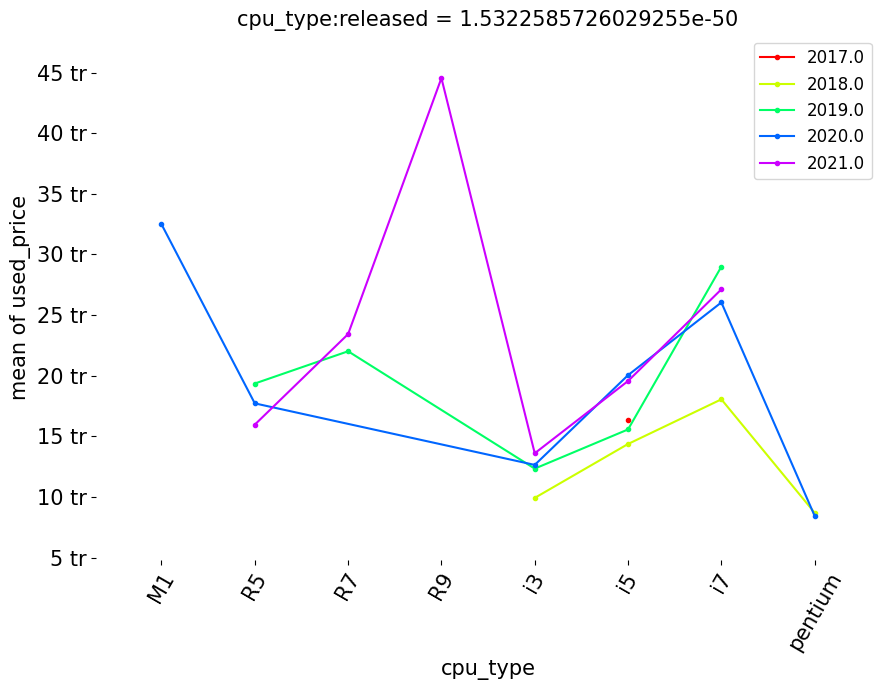 cpu_type:released = 1.5322585726029255e-50
2017.0
2018.0
2019.0
2020.0
2021.0
mean of used_price
45 tr
40 tr
35 tr
30 tr
25 tr
20 tr
15 tr
10 tr
5 tr
M1
R5
R7
R9
i3
i5
i7
pentium
cpu_type